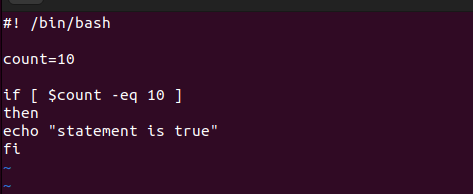 #! /bin/bash
count=10
if [ $count -eq 10 ]
then
echo "statement is true"
fi
~
~